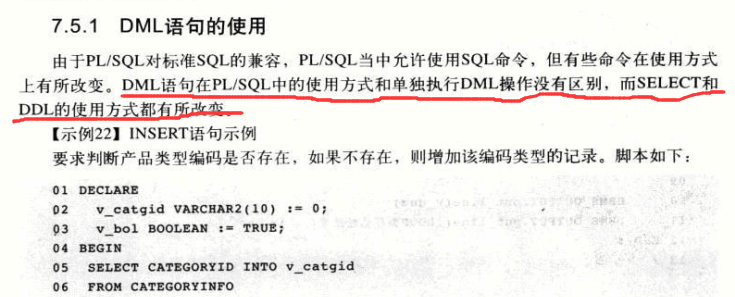 7.5.1 DML语句的使用
由于PL/SQL对标准SQL的兼容，PL/SQL当中允许使用SQL命令，但有些命令在使用方式
上有所改变。DML语句在PL/SQL中的使用方式和单独执行DML操作没有区别，而SELECT和
DDL的使用方式都有所改变。
【示例22】INSERT语句示例
要求判断产品类型编码是否存在，如果不存在，则增加该编码类型的记录。脚本如下：
01 DECLARE
02 v_catgid VARCHAR2(10) := 0;
03 v_bol BOOLEAN := TRUE;
04 BEGIN
05 SELECT CATEGORYID INTO v_catgid
06 FROM CATEGORYINFO